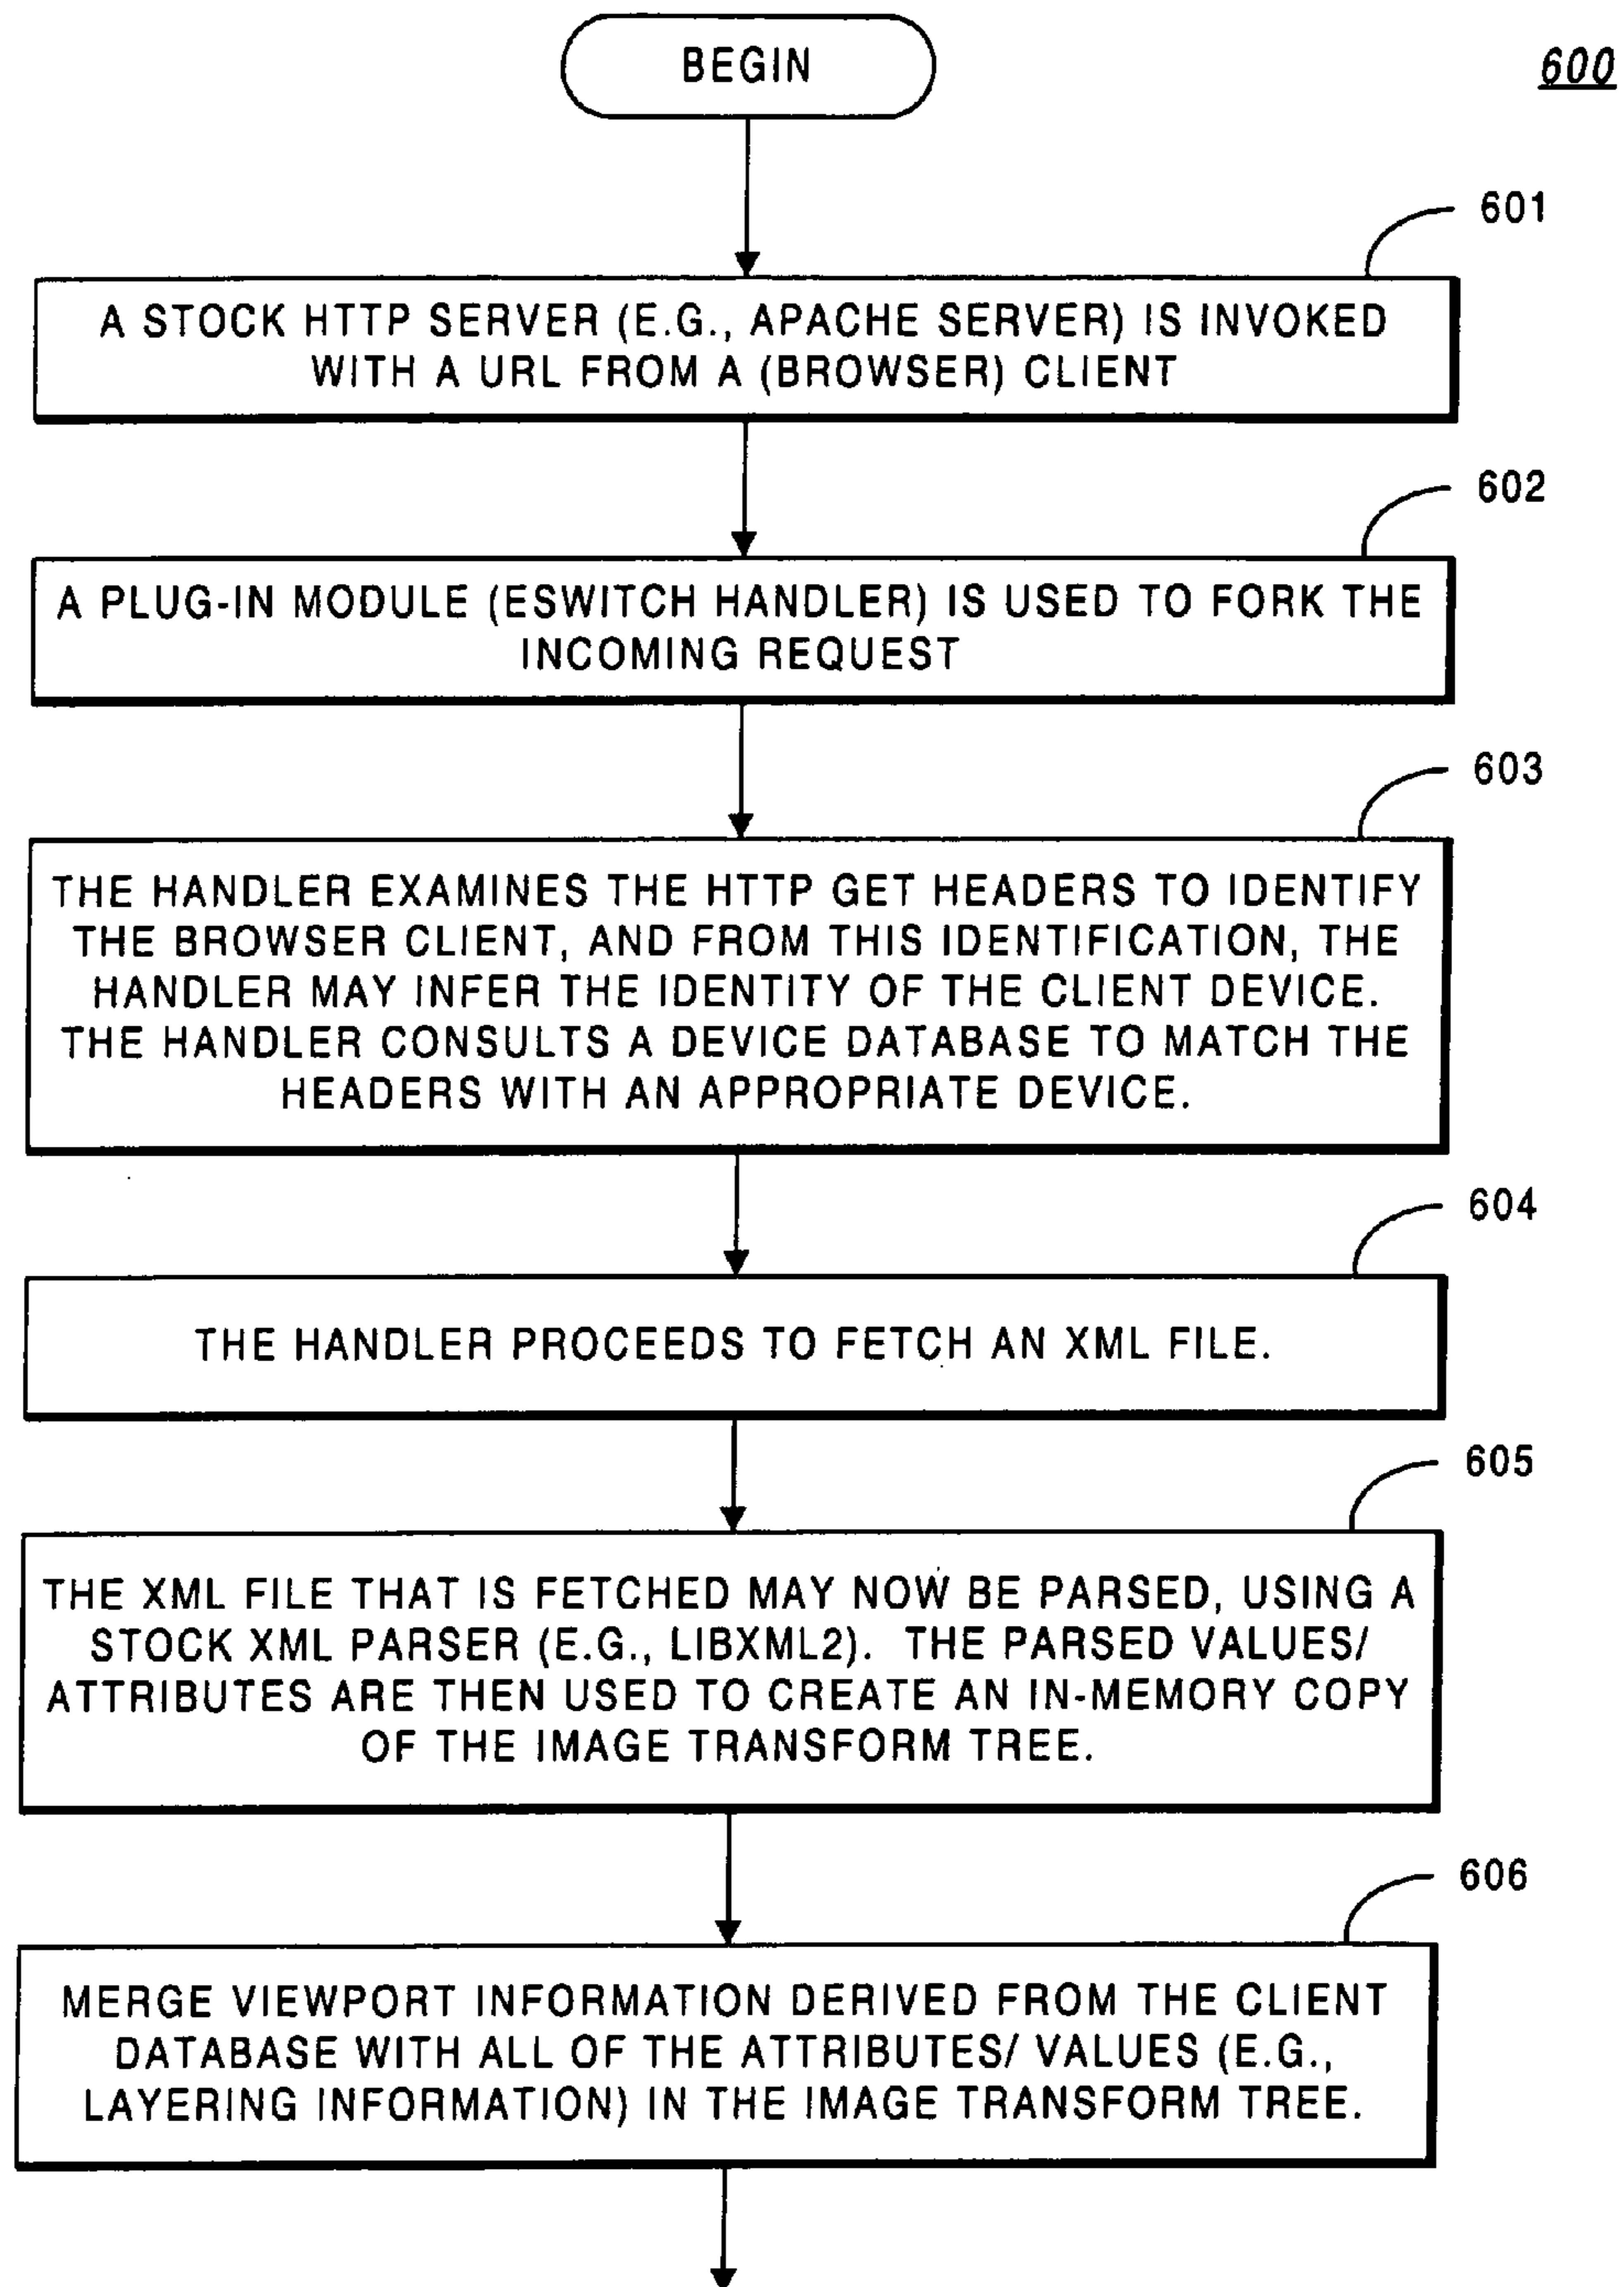 BEGIN
600
601
A STOCK HTTP SERVER (E.G., APACHE SERVER) IS INVOKED
WITH A URL FROM A (BROWSER) CLIENT
602
A PLUG-IN MODULE (ESWITCH HANDLER) IS USED TO FORK THE
INCOMING REQUEST
603
THE HANDLER EXAMINES THE HTTP GET HEADERS TO IDENTIFY
THE BROWSER CLIENT, AND FROM THIS IDENTIFICATION, THE
HANDLER MAY INFER THE IDENTITY OF THE CLIENT DEVICE.
THE HANDLER CONSULTS A DEVICE DATABASE TO MATCH THE
HEADERS WITH AN APPROPRIATE DEVICE.
604
THE HANDLER PROCEEDS TO FETCH AN XML FILE.
605
THE XML FILE THAT IS FETCHED MAY NOW BE PARSED, USING A
STOCK XML PARSER (E.G., LIBXML2). THE PARSED VALUES/
ATTRIBUTES ARE THEN USED TO CREATE AN IN-MEMORY COPY
OF THE IMAGE TRANSFORM TREE.
606
MERGE VIEWPORT INFORMATION DERIVED FROM THE CLIENT
DATABASE WITH ALL OF THE ATTRIBUTES/ VALUES (E.G.,
LAYERING INFORMATION) IN THE IMAGE TRANSFORM TREE.